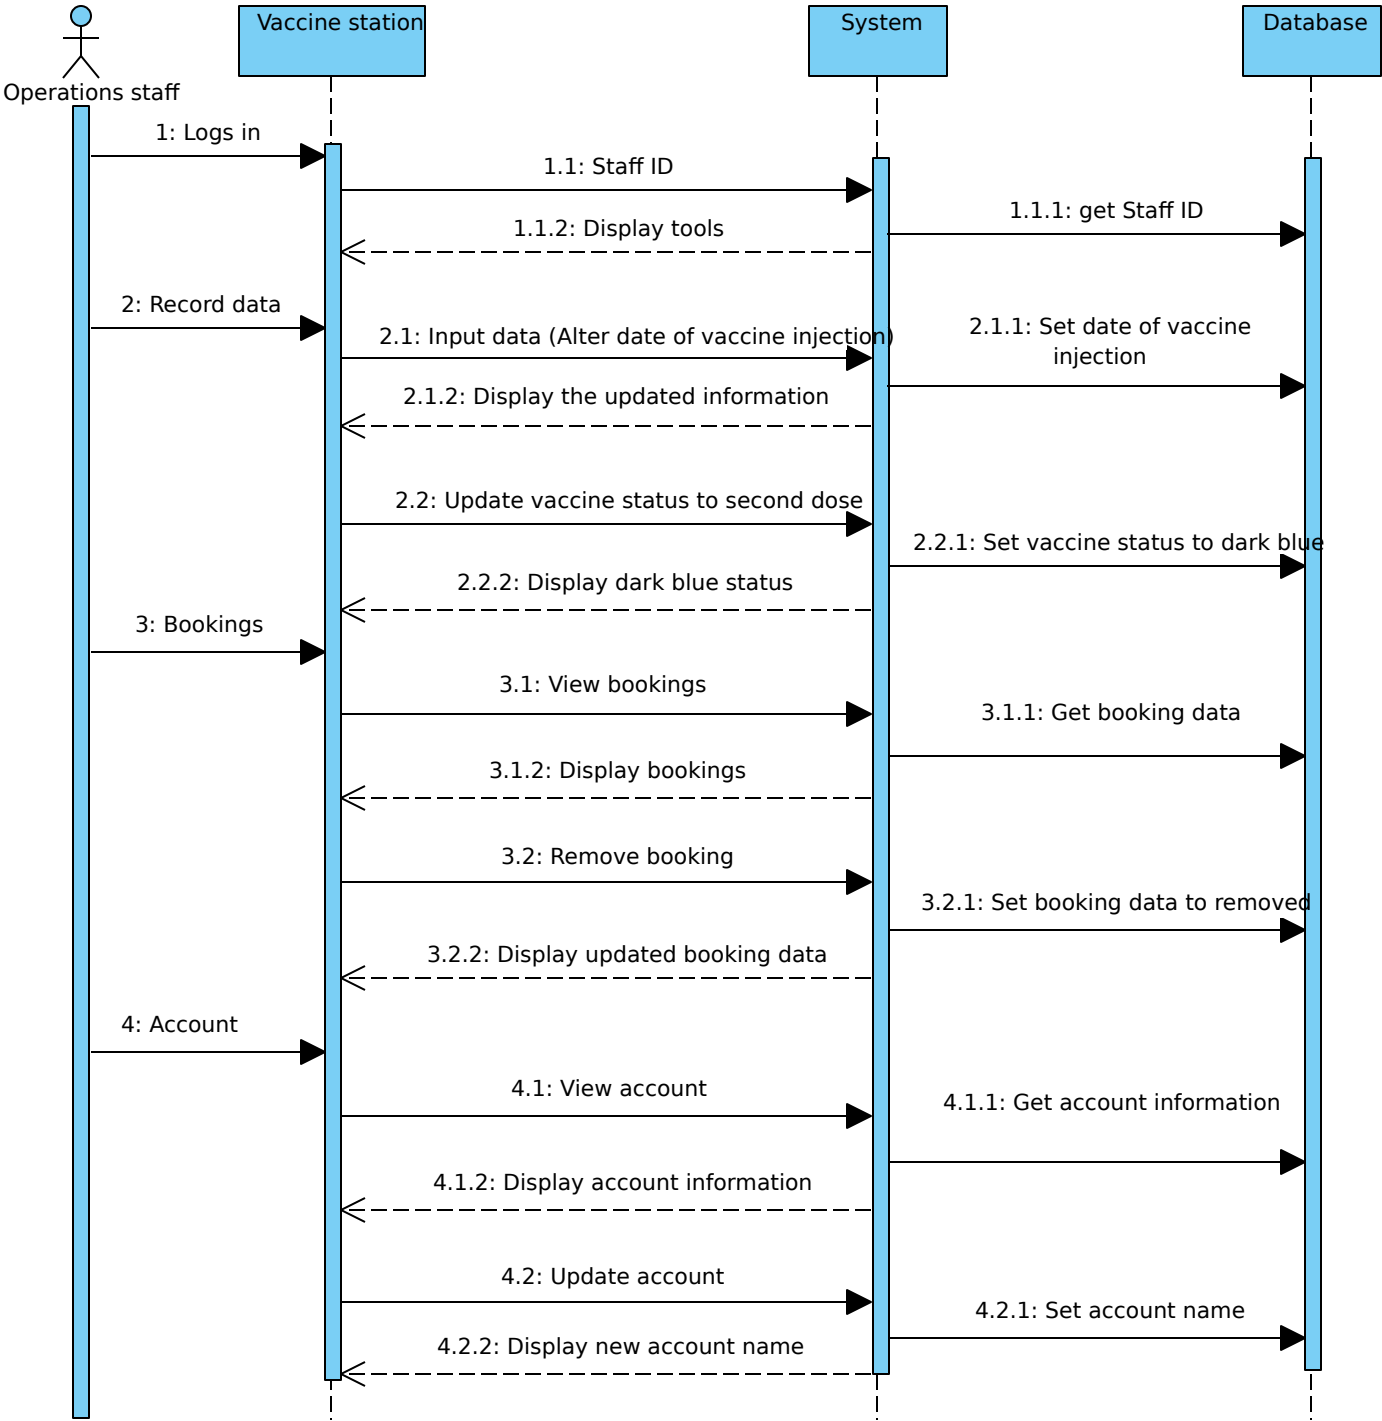 Vaccine station
System
Database
Operations staff
1: Logs in
1.1: Staff ID
1.1.1: get Staff ID
1.1.2: Display tools
2: Record data
2.1: Input data (Alter date of vaccine injection)
2.1.1: Set date of vaccine
injection
2.1.2: Display the updated information
2.2: Update vaccine status to second dose
2.2.1: Set vaccine status to dark blue
2.2.2: Display dark blue status
3: Bookings
3.1: View bookings
3.1.1: Get booking data
3.1.2: Display bookings
3.2: Remove booking
3.2.1: Set booking data to removed
3.2.2: Display updated booking data
4: Account
4.1: View account
4.1.1: Get account information
4.1.2: Display account information
4.2: Update account
4.2.1: Set account name
4.2.2: Display new account name